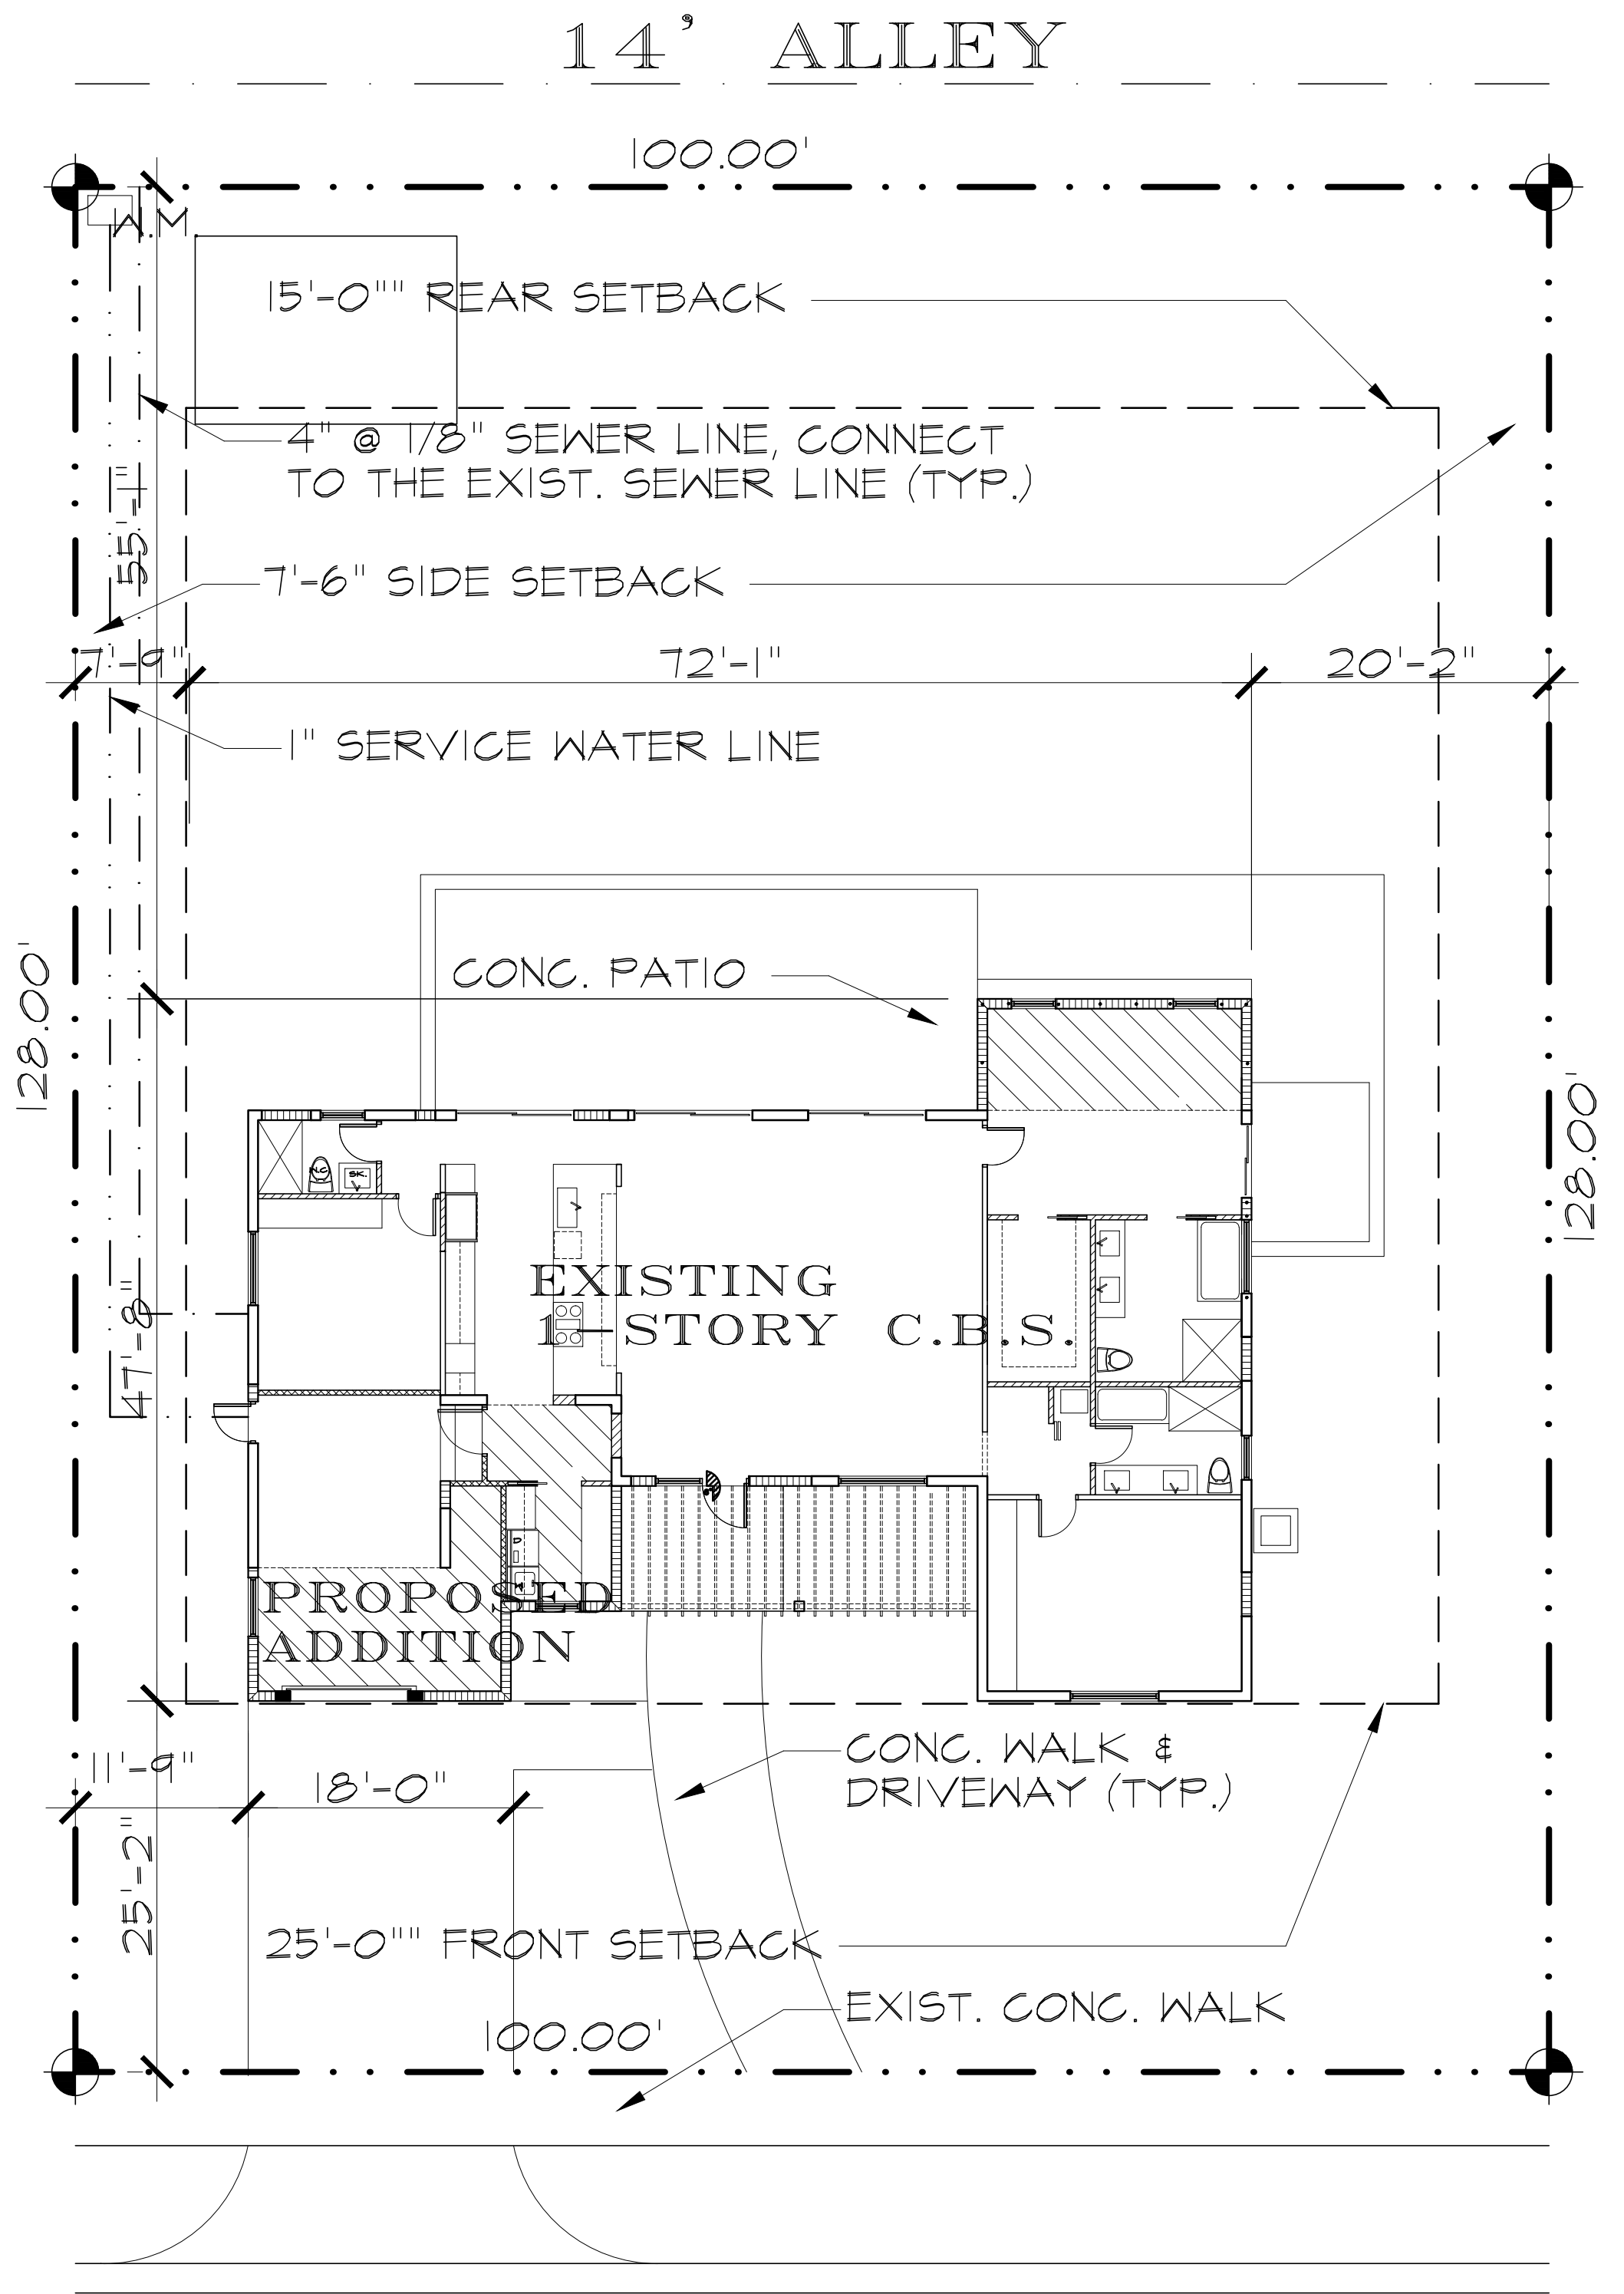 14' ALLEY
100.00'
W.M.
15'-0"" REAR SETBACK
4" @ 1/8" SEWER LINE, CONNECT
TO THE EXIST. SEWER LINE (TYP.)
55'-1"
7'-6" SIDE SETBACK
7'-9"
72'-1"
20'-2"
1" SERVICE WATER LINE
128.00'
CONC. PATIO
128.00'
W.C
SK.
EXISTING
1-STORY C.B.S.
47'-8"
PROPOSED
ADDITION
CONC. WALK &
DRIVEWAY (TYP.)
11'-9"
18'-0"
25'-2"
25'-0"" FRONT SETBACK
EXIST. CONC. WALK
100.00'